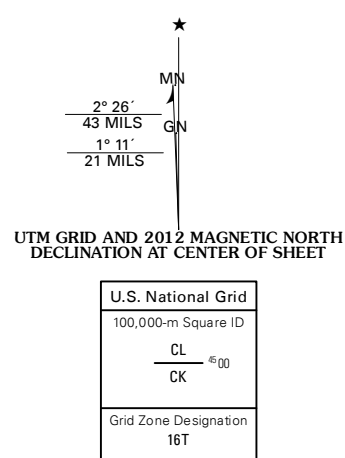 MN
2° 26´
43 MILS
GN
1° 11´
21 MILS
UTM GRID AND 2012 MAGNETIC NORTH
DECLINATION AT CENTER OF SHEET
U.S. National Grid
100,000-m Square ID
CL
4500
CK
Grid Zone Designation
16T